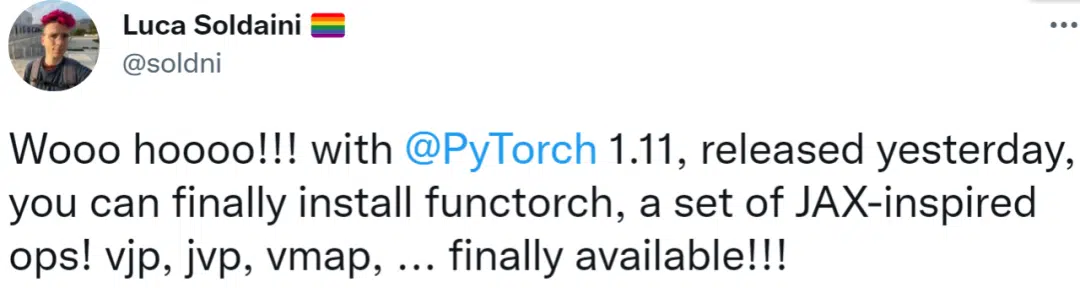 Luca Soldaini 🏳️‍🌈
@soldni
Wooo hoooo!!! with @PyTorch 1.11, released yesterday,
you can finally install functorch, a set of JAX-inspired
ops! vjp, jvp, vmap, ... finally available!!!